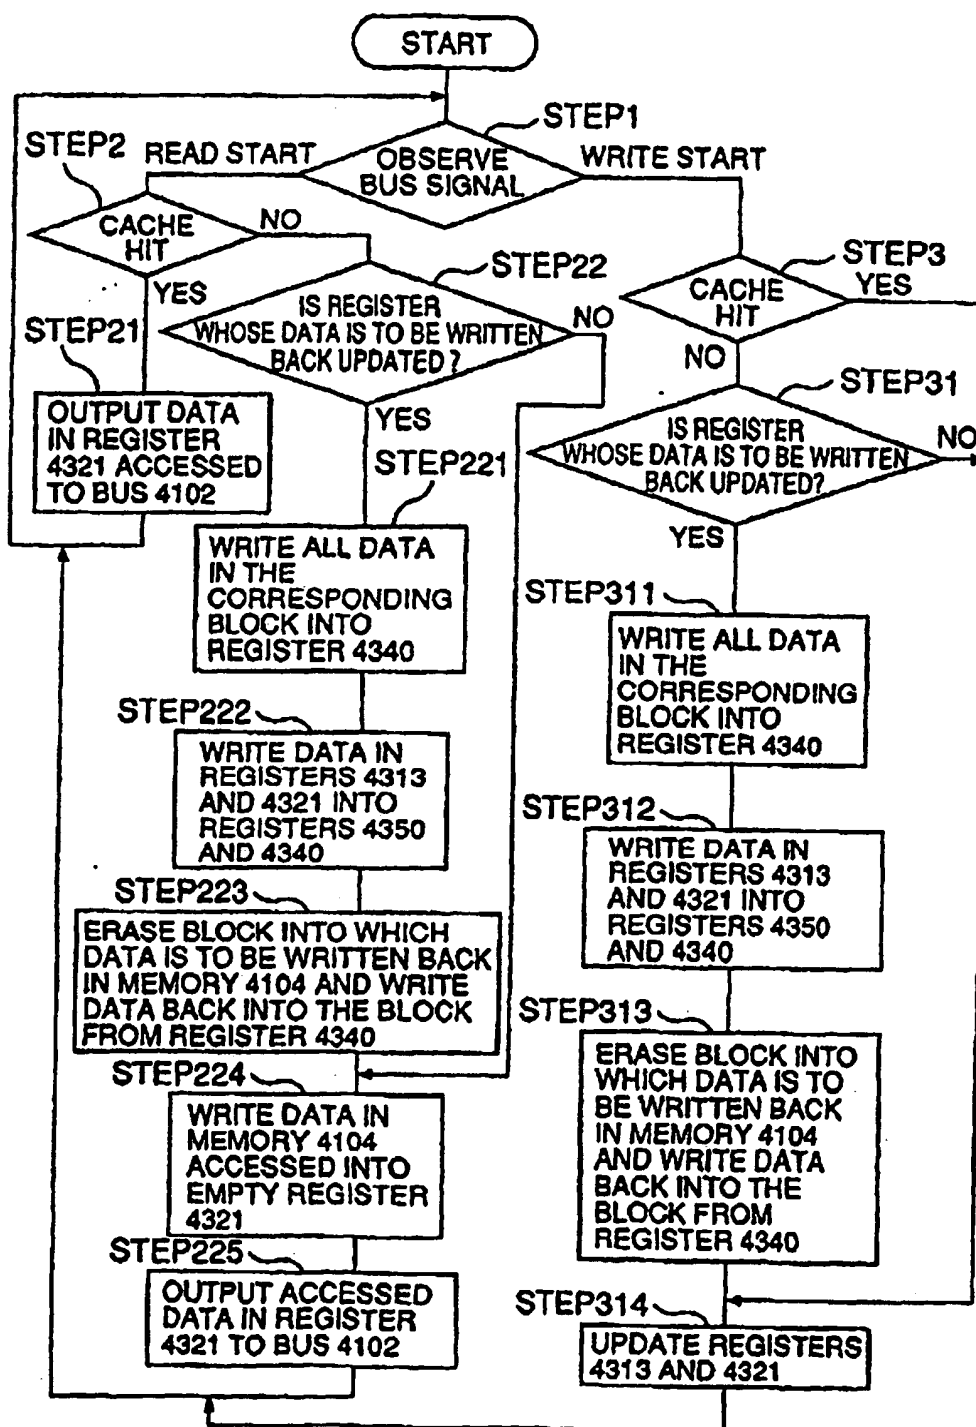 START
STEP1
OBSERVE
BUS SIGNAL
READ START
WRITE START
STEP2
CACHE
HIT
NO
YES
STEP3
CACHE
HIT
YES
NO
STEP22
IS REGISTER
WHOSE DATA IS TO BE WRITTEN
BACK UPDATED ?
NO
YES
STEP21
OUTPUT DATA
IN REGISTER
4321 ACCESSED
TO BUS 4102
STEP31
IS REGISTER
WHOSE DATA IS TO BE WRITTEN
BACK UPDATED?
NO
YES
STEP221
WRITE ALL DATA
IN THE
CORRESPONDING
BLOCK INTO
REGISTER 4340
STEP222
WRITE DATA IN
REGISTERS 4313
AND 4321 INTO
REGISTERS 4350
AND 4340
STEP223
ERASE BLOCK INTO WHICH
DATA IS TO BE WRITTEN BACK
IN MEMORY 4104 AND WRITE
DATA BACK INTO THE BLOCK
FROM REGISTER 4340
STEP224
WRITE DATA IN
MEMORY 4104
ACCESSED INTO
EMPTY REGISTER
4321
STEP225
OUTPUT ACCESSED
DATA IN REGISTER
4321 TO BUS 4102
STEP311
WRITE ALL DATA
IN THE
CORRESPONDING
BLOCK INTO
REGISTER 4340
STEP312
WRITE DATA IN
REGISTERS 4313
AND 4321 INTO
REGISTERS 4350
AND 4340
STEP313
ERASE BLOCK INTO
WHICH DATA IS TO
BE WRITTEN BACK
IN MEMORY 4104
AND WRITE DATA
BACK INTO THE
BLOCK FROM
REGISTER 4340
STEP314
UPDATE REGISTERS
4313 AND 4321